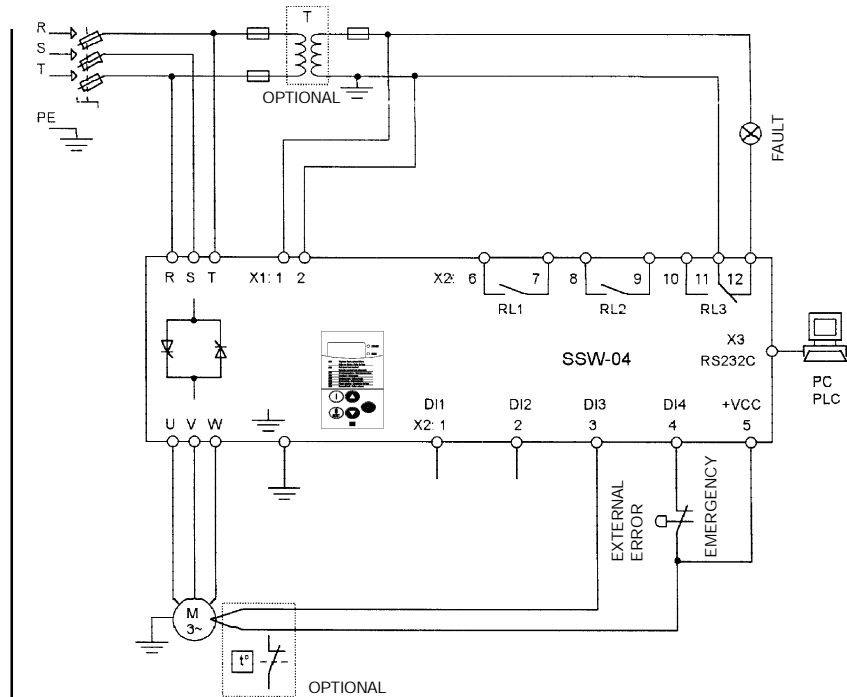 T
R
S
T
OPTIONAL
PE
FAULT
R S T X1: 1 2 X2: 6 7 8 9 10 11 12
RL1 RL2 RL3
X3
SSW-04
RS232C
PC
PLC
DI1 DI2 DI3 DI4 +VCC
U V W X2: 1 2 3 4 5
EXTERNAL
ERROR
EMERGENCY
M
3~
t°
OPTIONAL